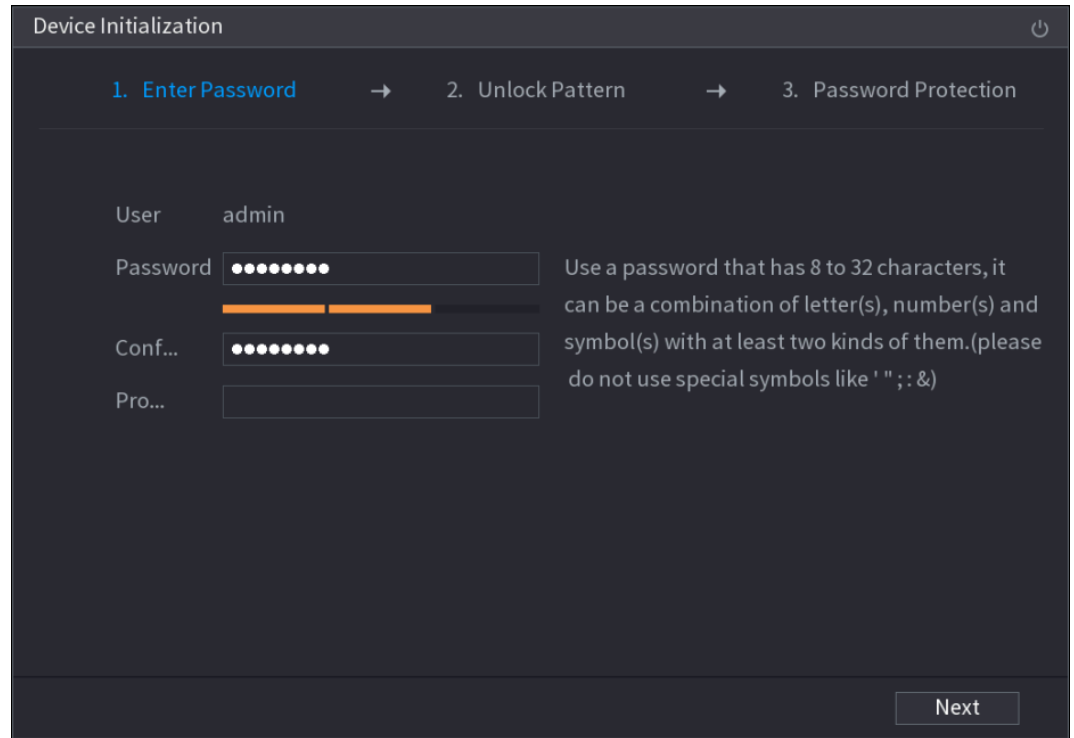 Device Initialization
1. Enter Password → 2. Unlock Pattern → 3. Password Protection
User admin
Password ●●●●●●●● Use a password that has 8 to 32 characters, it
can be a combination of letter(s), number(s) and
Conf... ●●●●●●●● symbol(s) with at least two kinds of them.(please
do not use special symbols like ' " ; : &)
Pro...
Next